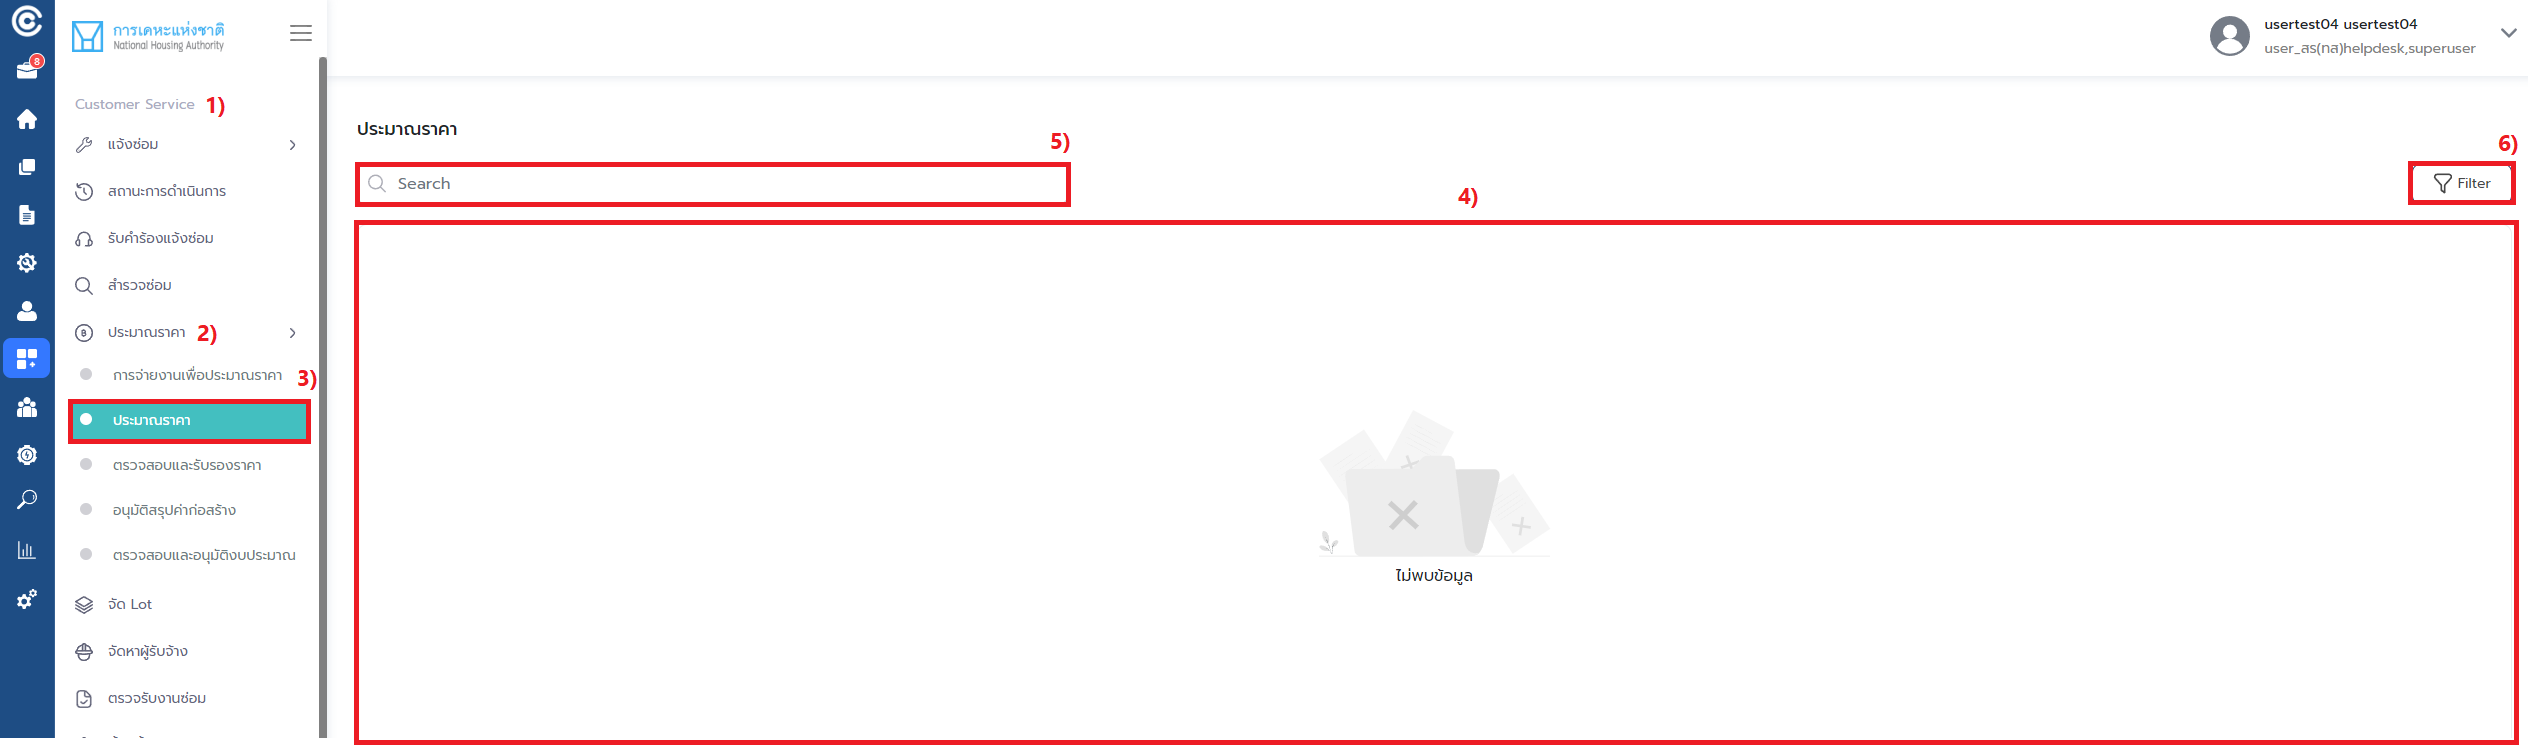 การเคหะแห่งชาติ
National Housing Authority
8
usertest04 usertest04
user_สร(ทส)helpdesk,superuser
Customer Service 1)
แจ้งซ่อม
สถานะการดำเนินการ
รับคำร้องแจ้งซ่อม
สำรวจซ่อม
ประมาณราคา 2)
การจ่ายงานเพื่อประมาณราคา 3)
ประมาณราคา
ตรวจสอบและรับรองราคา
อนุมัติสรุปค่าก่อสร้าง
ตรวจสอบและอนุมัติงบประมาณ
จัด Lot
จัดหาผู้รับจ้าง
ตรวจรับงานซ่อม
ประมาณราคา
5)
Search
6)
Filter
4)
ไม่พบข้อมูล